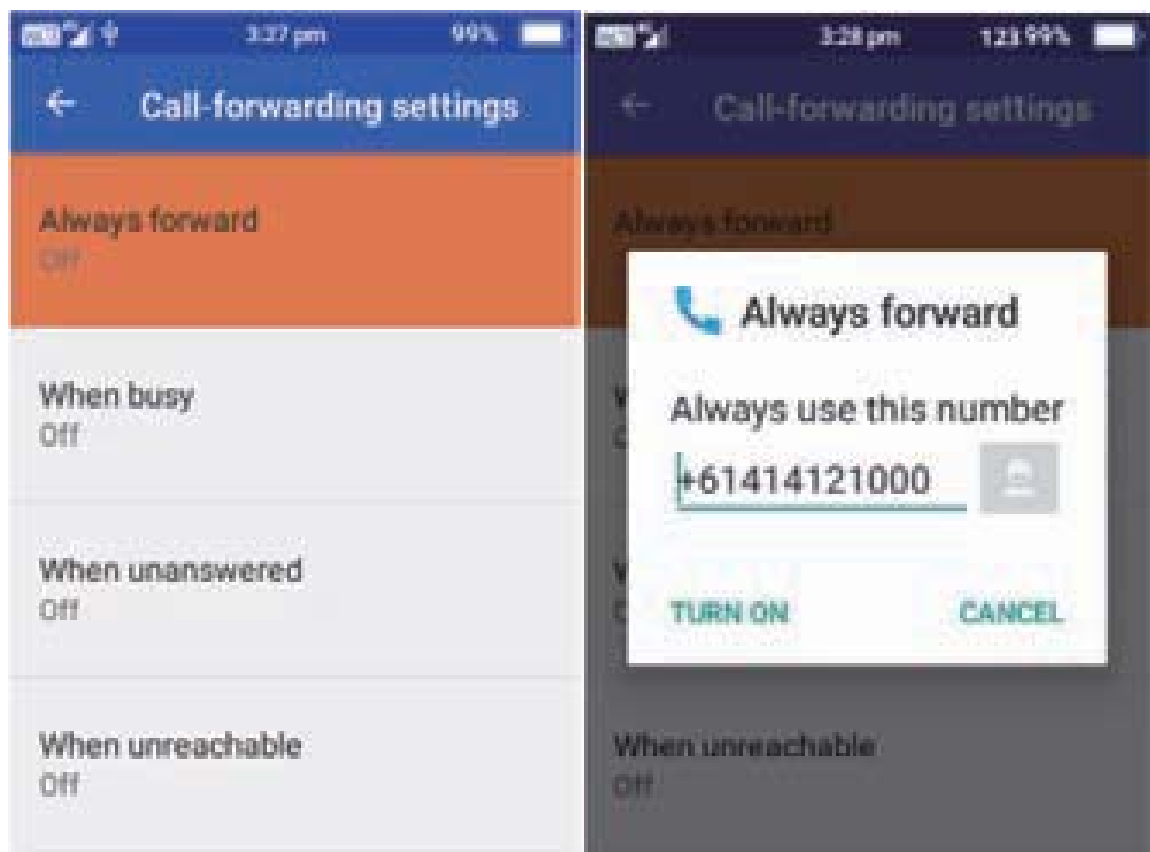 3:27 pm 99%
Call-forwarding settings
Always forward
Off
When busy
Off
When unanswered
Off
When unreachable
Off
3:28 pm 123 99%
Call-forwarding settings
Always forward
Always forward
Always use this number
+61414121000
TURN ON CANCEL
When unreachable
Off